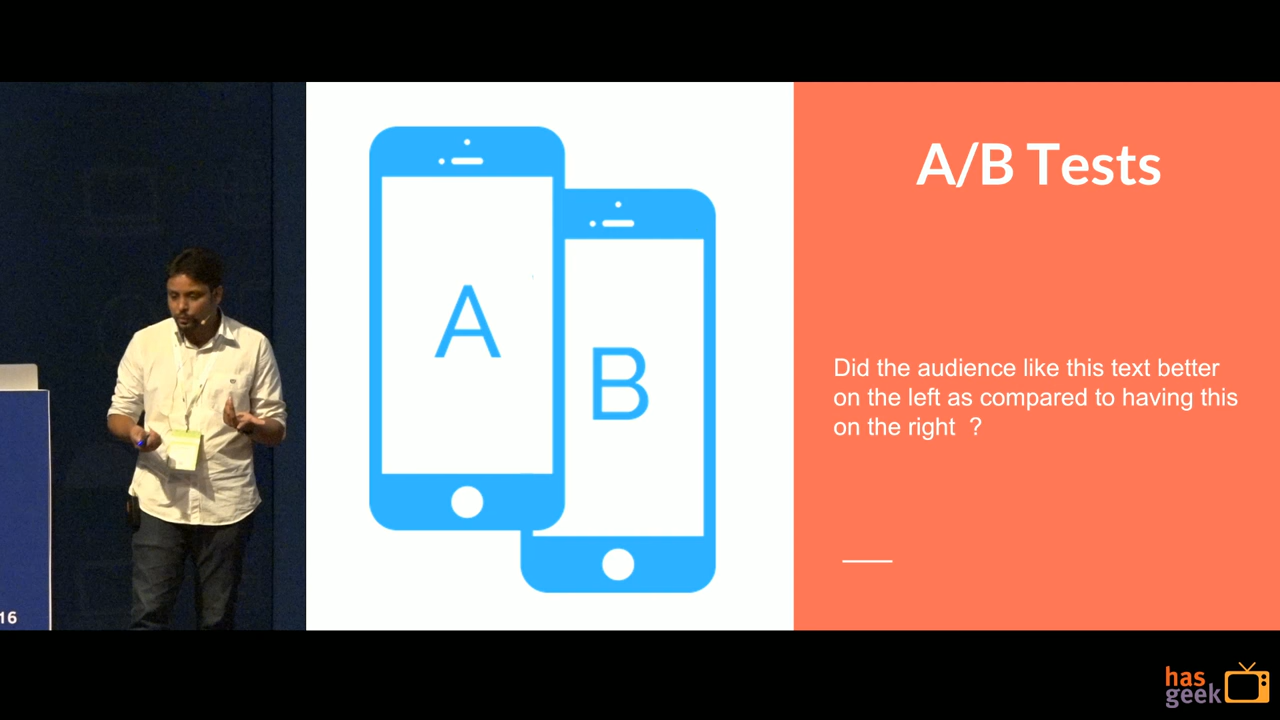 A/B Tests
A
B
Did the audience like this text better
on the left as compared to having this
on the right ?
16
has
geek